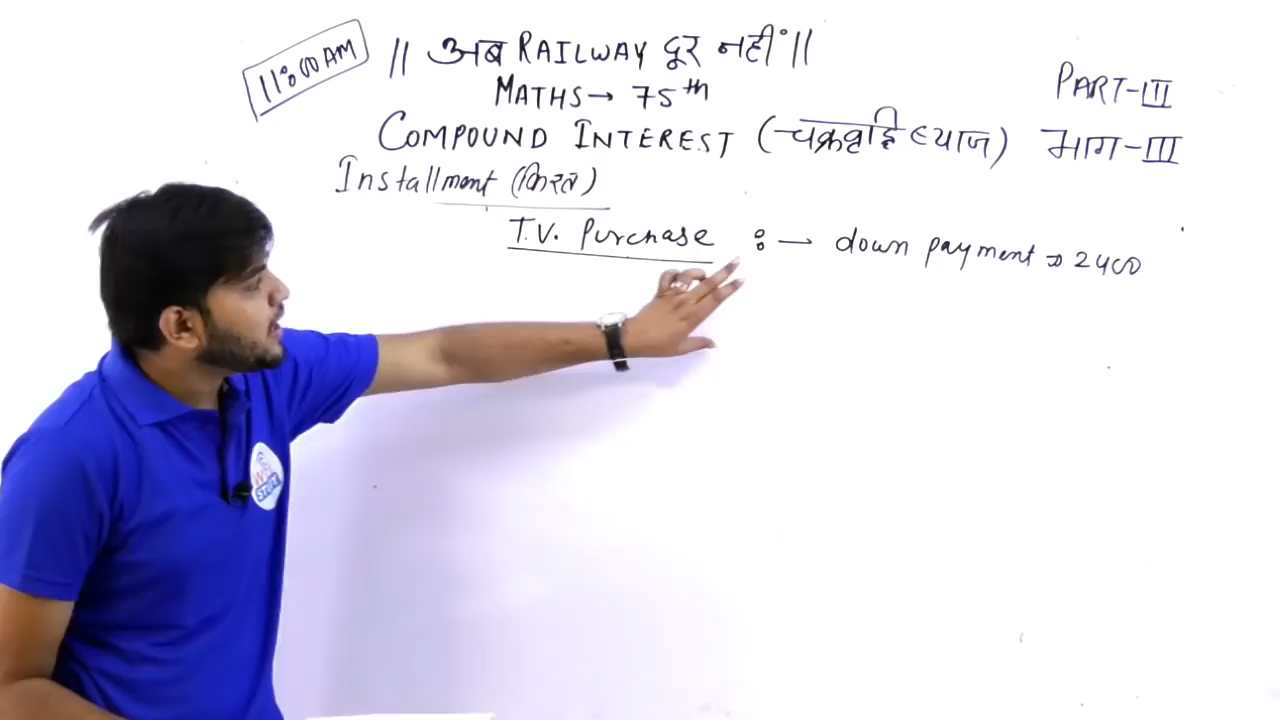 11:00 AM
|| अब RAILWAY दूर नहीं ||
MATHS → 75th
PART-III
COMPOUND INTEREST (चक्रवृद्धि ब्याज) भाग-III
Installment (किस्त)
T.V. Purchase :→ down payment ⇒ 2400